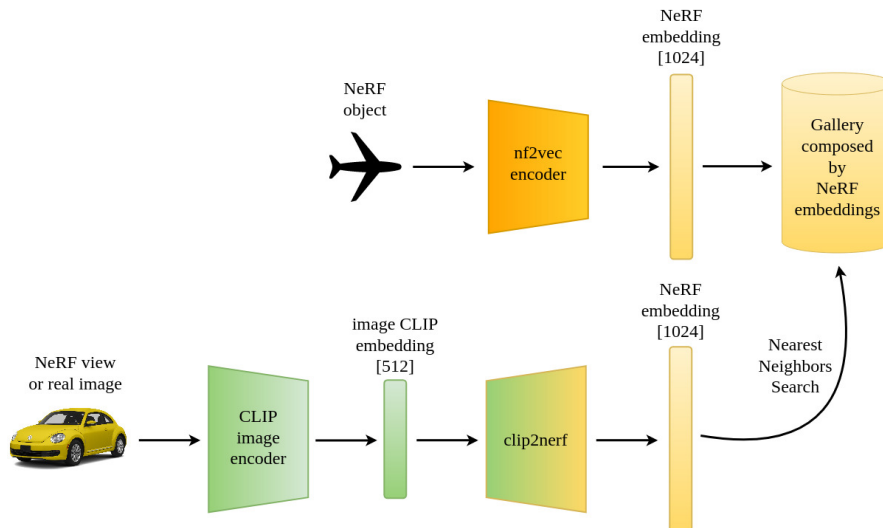 NeRF
object
nf2vec
encoder
NeRF
embedding
[1024]
Gallery
composed
by
NeRF
embeddings
NeRF view
or real image
CLIP
image
encoder
image CLIP
embedding
[512]
clip2nerf
NeRF
embedding
[1024]
Nearest
Neighbors
Search